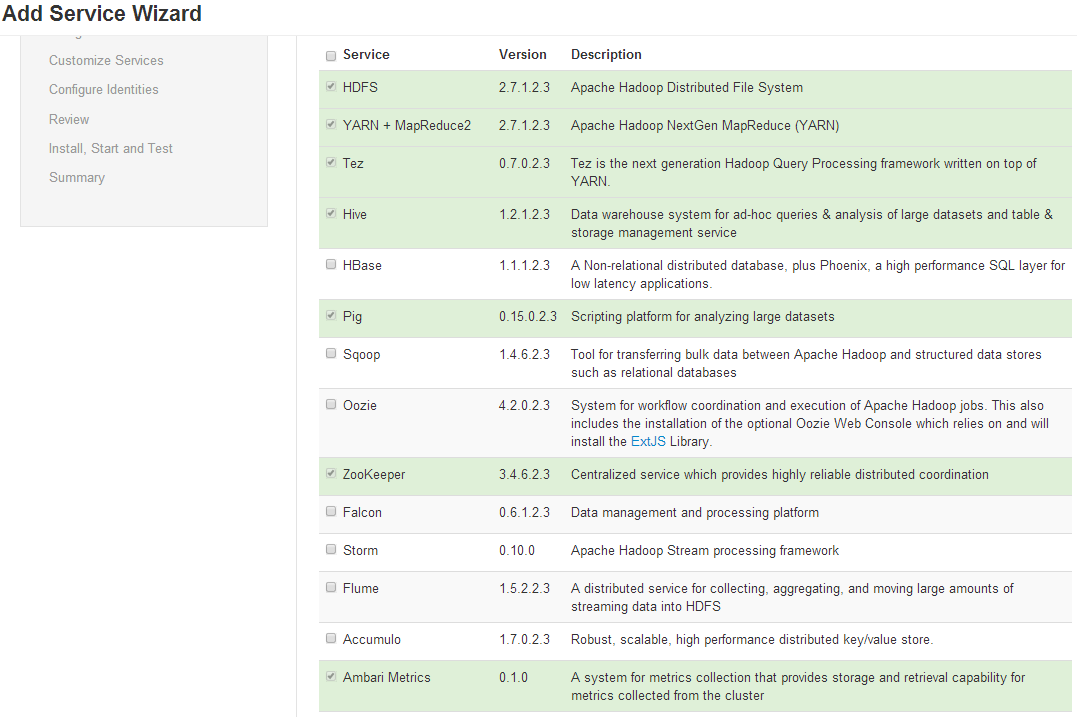 Add Service Wizard
Customize Services
Configure Identities
Review
Install, Start and Test
Summary
Service Version Description
HDFS 2.7.1.2.3 Apache Hadoop Distributed File System
YARN + MapReduce2 2.7.1.2.3 Apache Hadoop NextGen MapReduce (YARN)
Tez 0.7.0.2.3 Tez is the next generation Hadoop Query Processing framework written on top of
YARN.
Hive 1.2.1.2.3 Data warehouse system for ad-hoc queries & analysis of large datasets and table &
storage management service
HBase 1.1.1.2.3 A Non-relational distributed database, plus Phoenix, a high performance SQL layer for
low latency applications.
Pig 0.15.0.2.3 Scripting platform for analyzing large datasets
Sqoop 1.4.6.2.3 Tool for transferring bulk data between Apache Hadoop and structured data stores
such as relational databases
Oozie 4.2.0.2.3 System for workflow coordination and execution of Apache Hadoop jobs. This also
includes the installation of the optional Oozie Web Console which relies on and will
install the ExtJS Library.
ZooKeeper 3.4.6.2.3 Centralized service which provides highly reliable distributed coordination
Falcon 0.6.1.2.3 Data management and processing platform
Storm 0.10.0 Apache Hadoop Stream processing framework
Flume 1.5.2.2.3 A distributed service for collecting, aggregating, and moving large amounts of
streaming data into HDFS
Accumulo 1.7.0.2.3 Robust, scalable, high performance distributed key/value store.
Ambari Metrics 0.1.0 A system for metrics collection that provides storage and retrieval capability for
metrics collected from the cluster